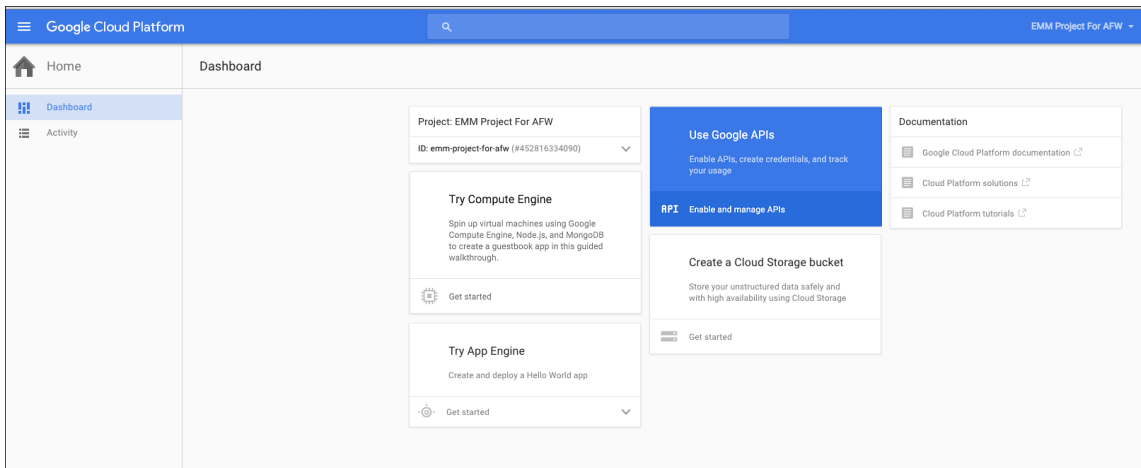 Google Cloud Platform
EMM Project For AFW
Home
Dashboard
Dashboard
Activity
Project: EMM Project For AFW
ID: emm-project-for-afw (#452816334090)
Try Compute Engine
Spin up virtual machines using Google
Compute Engine, Node.js, and MongoDB
to create a guestbook app in this guided
walkthrough.
Get started
Try App Engine
Create and deploy a Hello World app
Get started
Use Google APIs
Enable APIs, create credentials, and track
your usage
API Enable and manage APIs
Create a Cloud Storage bucket
Store your unstructured data safely and
with high availability using Cloud Storage
Get started
Documentation
Google Cloud Platform documentation
Cloud Platform solutions
Cloud Platform tutorials